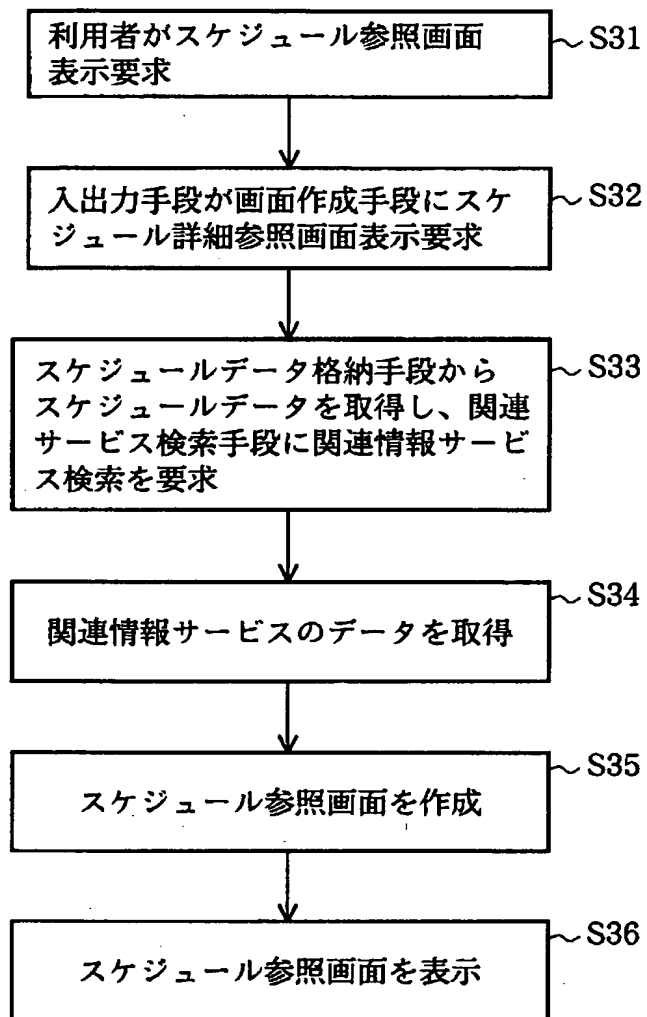 利用者がスケジュール参照画面
表示要求
S31
入出力手段が画面作成手段にスケ
ジュール詳細参照画面表示要求
S32
スケジュールデータ格納手段から
スケジュールデータを取得し、関連
サービス検索手段に関連情報サービ
ス検索を要求
S33
関連情報サービスのデータを取得
S34
スケジュール参照画面を作成
S35
スケジュール参照画面を表示
S36